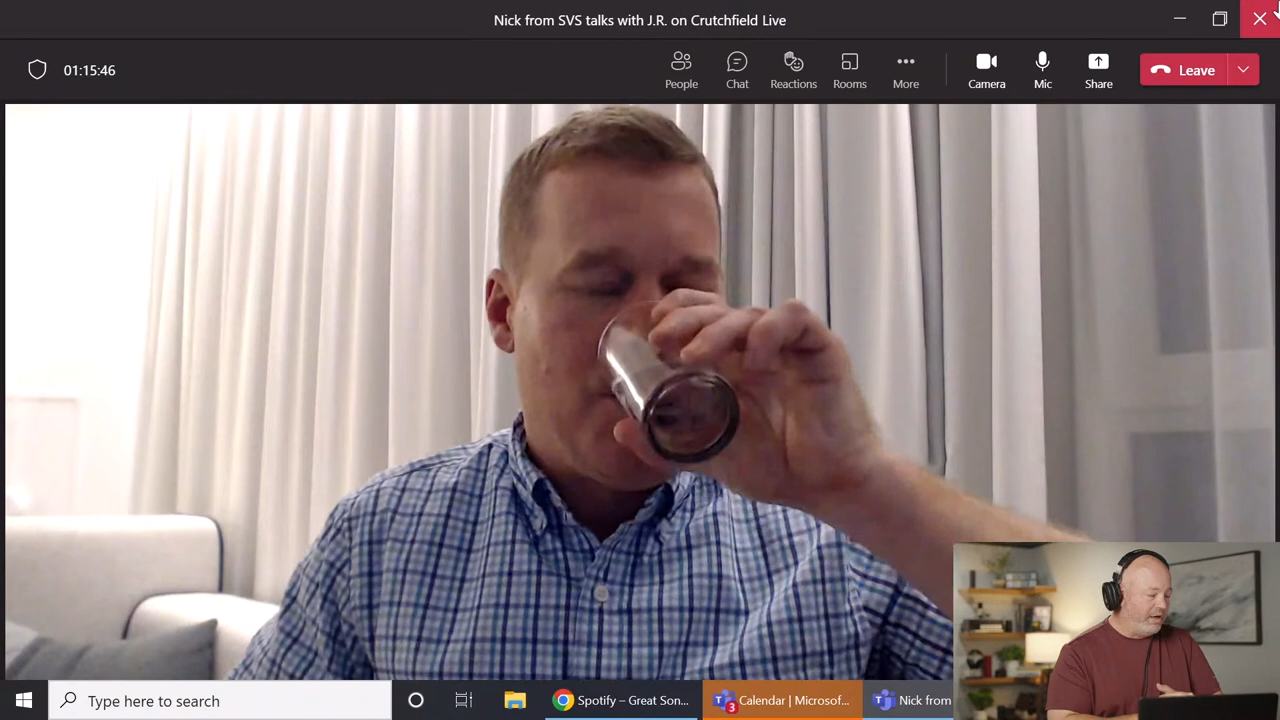 Nick from SVS talks with J.R. on Crutchfield Live
01:15:46
People
Chat
Reactions
Rooms
More
Camera
Mic
Share
Leave
Type here to search
Spotify – Great Son...
3
Calendar | Microsof...
Nick from